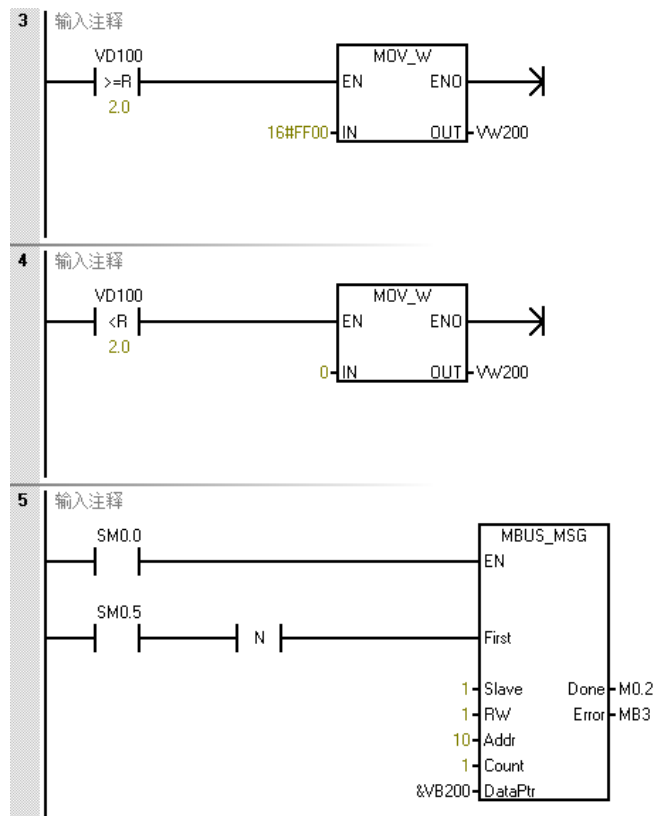 3 输入注释
VD100
MOV_W
>=R
EN ENO
2.0
16#FF00 IN OUT VW200
4 输入注释
VD100
MOV_W
<R
EN ENO
2.0
0 IN OUT VW200
5 输入注释
SM0.0
MBUS_MSG
EN
SM0.5
N
First
1 Slave Done M0.2
1 RW Error MB3
10 Addr
1 Count
&VB200 DataPtr